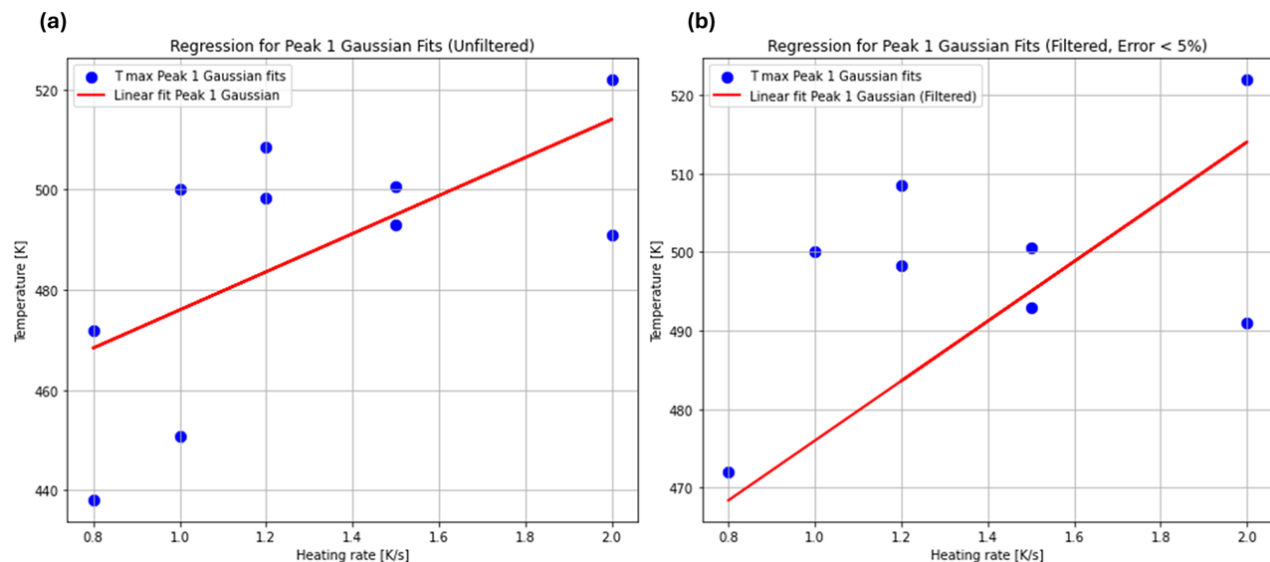 (a)
Regression for Peak 1 Gaussian Fits (Unfiltered)
T max Peak 1 Gaussian fits
Linear fit Peak 1 Gaussian
520
500
480
460
440
Temperature [K]
0.8 1.0 1.2 1.4 1.6 1.8 2.0
Heating rate [K/s]
(b)
Regression for Peak 1 Gaussian Fits (Filtered, Error < 5%)
T max Peak 1 Gaussian fits
Linear fit Peak 1 Gaussian (Filtered)
520
510
500
490
480
470
Temperature [K]
0.8 1.0 1.2 1.4 1.6 1.8 2.0
Heating rate [K/s]